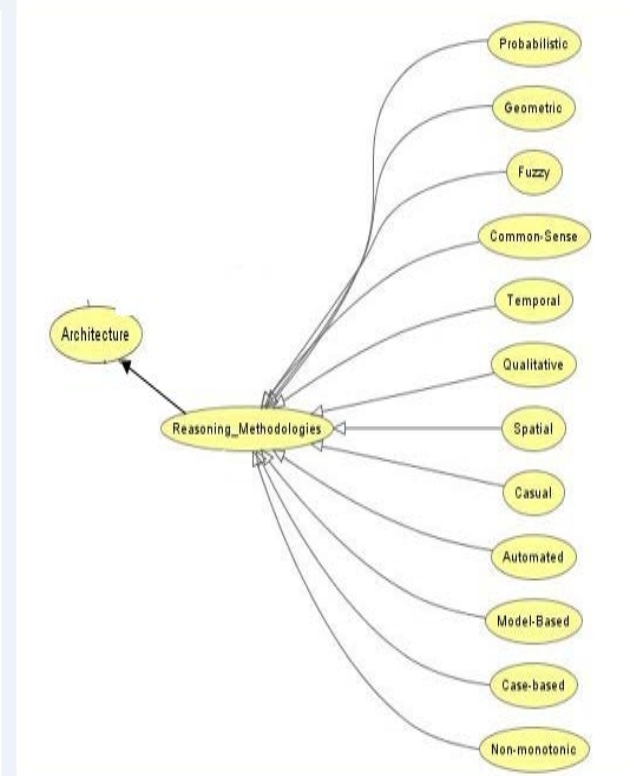 Probabilistic
Geometric
Fuzzy
Common-Sense
Temporal
Architecture
Qualitative
Reasoning_Methodologies
Spatial
Casual
Automated
Model-Based
Case-based
Non-monotonic